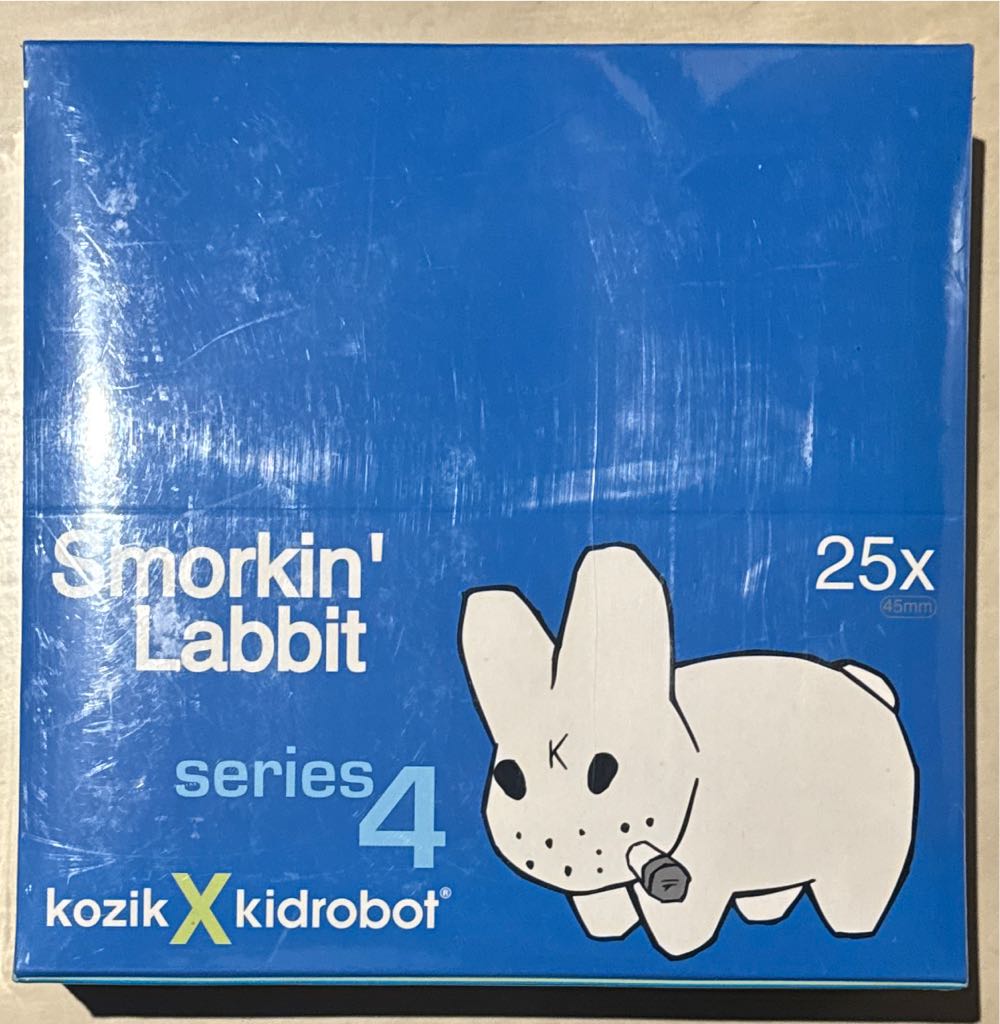 Smorkin'
Labbit
25x
45mm
K
series 4
kozik X kidrobot®